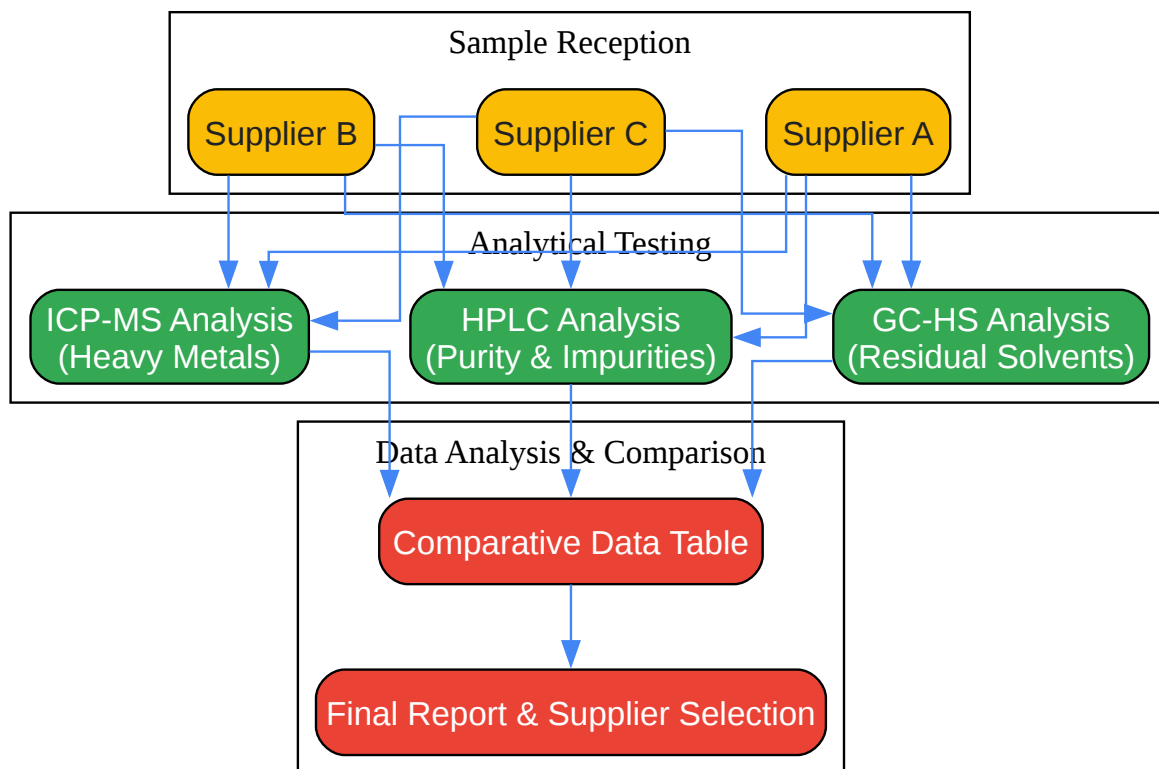 Sample Reception
Supplier B
Supplier C
Supplier A
Analytical Testing
ICP-MS Analysis
(Heavy Metals)
HPLC Analysis
(Purity & Impurities)
GC-HS Analysis
(Residual Solvents)
Data Analysis & Comparison
Comparative Data Table
Final Report & Supplier Selection